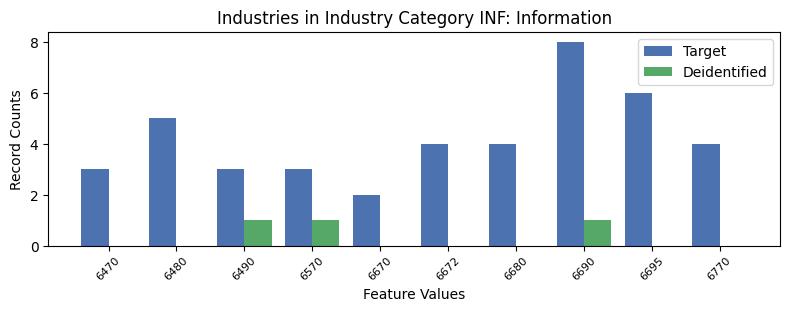 Industries in Industry Category INF: Information
Target
Deidentified
Record Counts
8
6
4
2
0
6470 6480 6490 6570 6670 6672 6680 6690 6695 6770
Feature Values